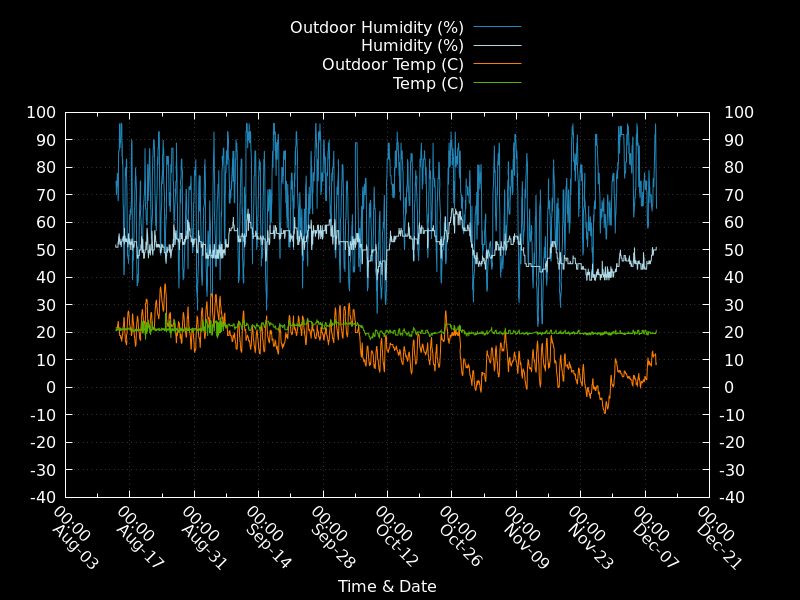 Outdoor Humidity (%)
Humidity (%)
Outdoor Temp (C)
Temp (C)
100 100
90 90
80 80
70 70
60 60
50 50
40 40
30 30
20 20
10 10
0 0
-10 -10
-20 -20
-30 -30
-40 -40
00:00 00:00 00:00 00:00 00:00 00:00 00:00 00:00 00:00 00:00 00:00
Aug-03 Aug-17 Aug-31 Sep-14 Sep-28 Oct-12 Oct-26 Nov-09 Nov-23 Dec-07 Dec-21
Time & Date